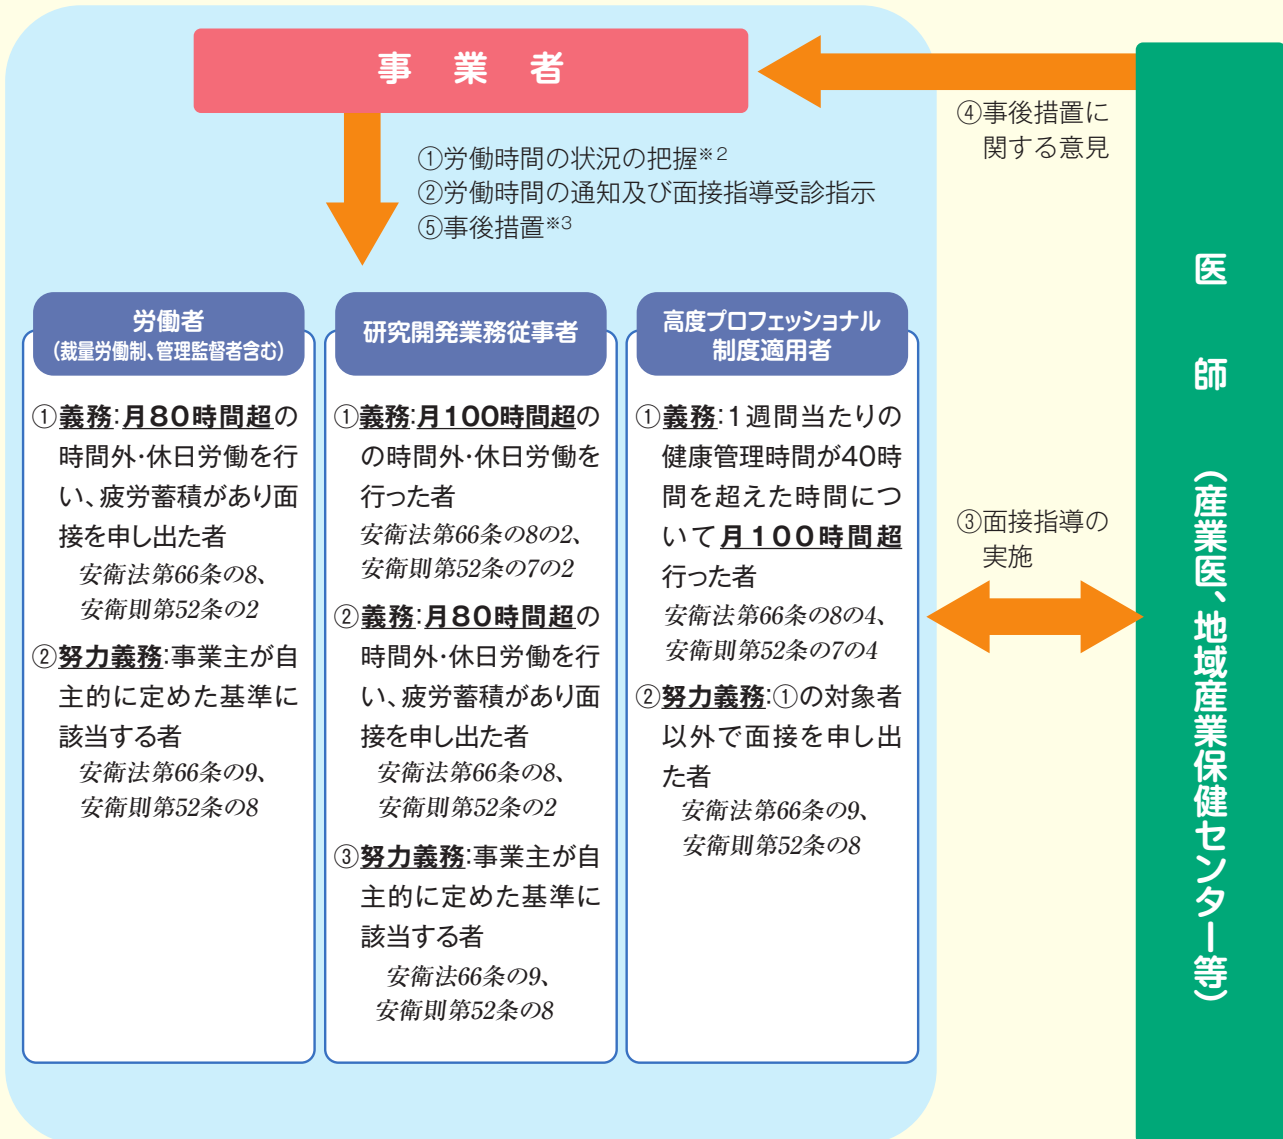 事業者
①労働時間の状況の把握※2
②労働時間の通知及び面接指導受診指示
⑤事後措置※3
④事後措置に
関する意見
労働者
(裁量労働制、管理監督者含む)
①義務:月80時間超の
時間外・休日労働を行
い、疲労蓄積があり面
接を申し出た者
安衛法第66条の8、
安衛則第52条の2
②努力義務:事業主が自
主的に定めた基準に
該当する者
安衛法第66条の9、
安衛則第52条の8
研究開発業務従事者
①義務:月100時間超の
の時間外・休日労働を
行った者
安衛法第66条の8の2、
安衛則第52条の7の2
②義務:月80時間超の
時間外・休日労働を行
い、疲労蓄積があり面
接を申し出た者
安衛法第66条の8、
安衛則第52条の2
③努力義務:事業主が自
主的に定めた基準に
該当する者
安衛法66条の9、
安衛則第52条の8
高度プロフェッショナル
制度適用者
①義務:1週間当たりの
健康管理時間が40時
間を超えた時間につ
いて月100時間超
行った者
安衛法第66条の8の4、
安衛則第52条の7の4
②努力義務:①の対象者
以外で面接を申し出
た者
安衛法第66条の9、
安衛則第52条の8
③面接指導の
実施
医師(産業医、地域産業保健センター等)